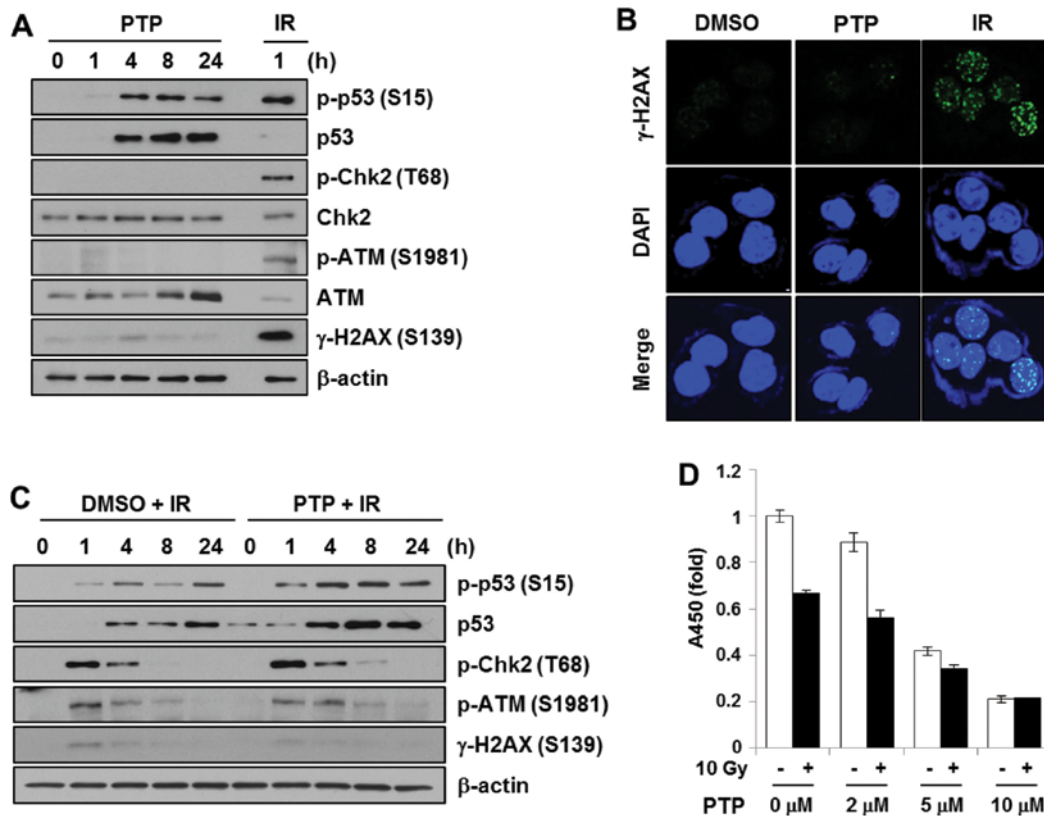 A
PTP
IR
0 1 4 8 24 1 (h)
p-p53 (S15)
p53
p-Chk2 (T68)
Chk2
p-ATM (S1981)
ATM
γ-H2AX (S139)
β-actin
B
DMSO PTP IR
γ-H2AX
DAPI
Merge
C
DMSO + IR PTP + IR
0 1 4 8 24 0 1 4 8 24 (h)
p-p53 (S15)
p53
p-Chk2 (T68)
p-ATM (S1981)
γ-H2AX (S139)
β-actin
D
A450 (fold)
1.2
1
0.8
0.6
0.4
0.2
0
10 Gy - + - + - + - +
PTP 0 µM 2 µM 5 µM 10 µM